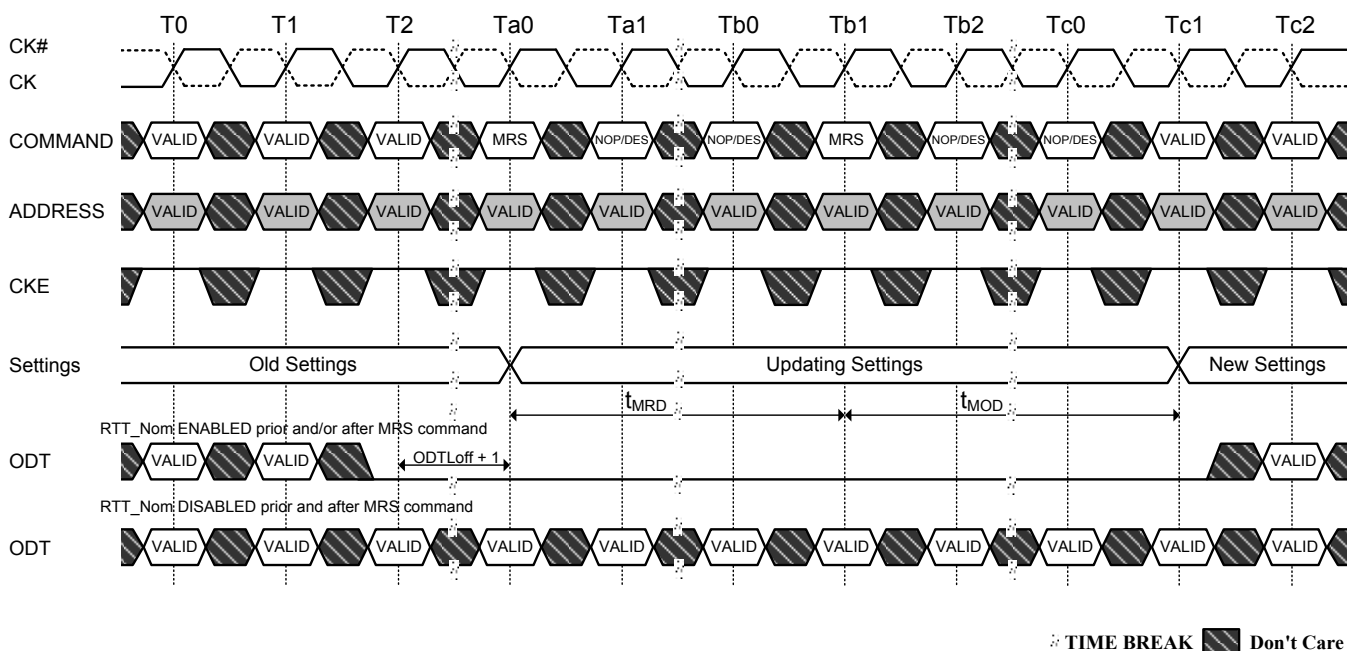 T0 T1 T2 Ta0 Ta1 Tb0 Tb1 Tb2 Tc0 Tc1 Tc2
CK#
CK
COMMAND VALID VALID VALID MRS NOP/DES NOP/DES MRS NOP/DES NOP/DES VALID VALID
ADDRESS VALID VALID VALID VALID VALID VALID VALID VALID VALID VALID VALID
CKE
Settings Old Settings Updating Settings New Settings
tMRD tMOD
RTT_Nom ENABLED prior and/or after MRS command
ODT VALID VALID ODTLoff + 1 VALID
RTT_Nom DISABLED prior and after MRS command
ODT VALID VALID VALID VALID VALID VALID VALID VALID VALID VALID VALID
TIME BREAK Don't Care